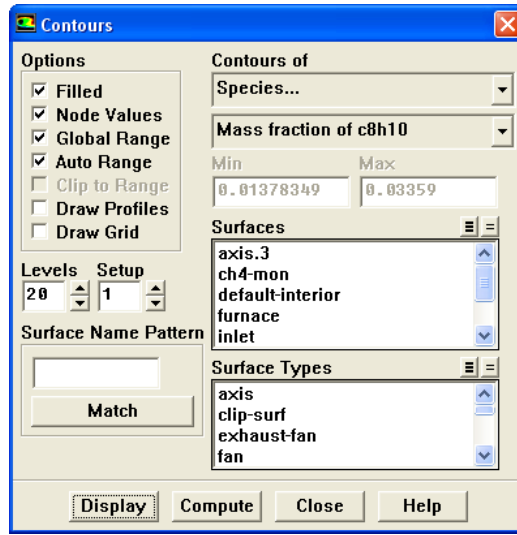 Contours
Options
Filled
Node Values
Global Range
Auto Range
Clip to Range
Draw Profiles
Draw Grid
Levels Setup
20 1
Surface Name Pattern
Match
Contours of
Species...
Mass fraction of c8h10
Min Max
0.01378349 0.03359
Surfaces
axis.3
ch4-mon
default-interior
furnace
inlet
Surface Types
axis
clip-surf
exhaust-fan
fan
Display Compute Close Help